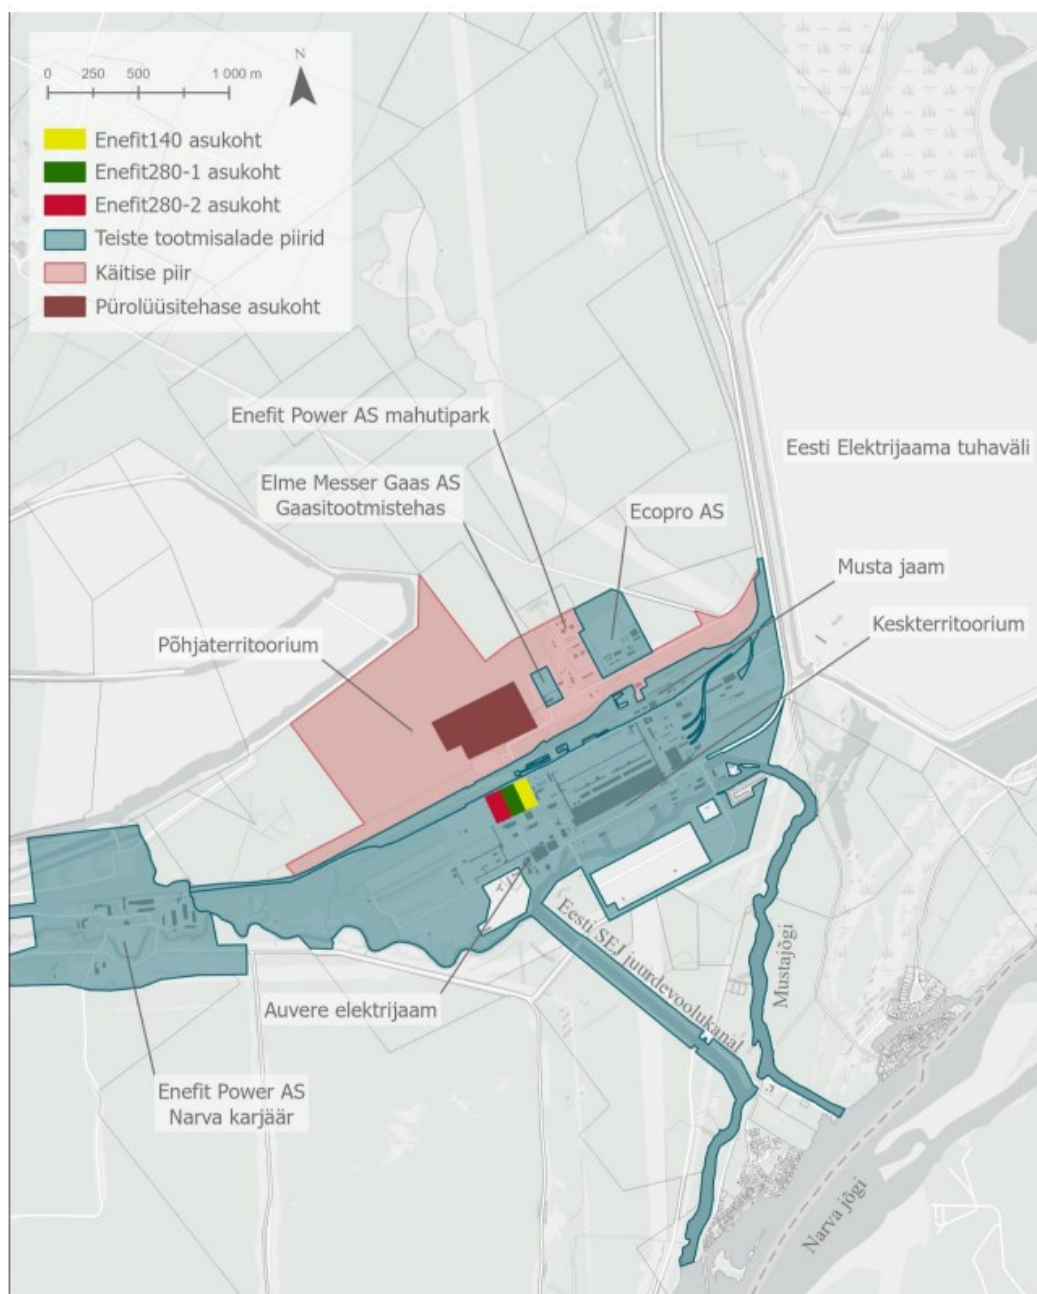 N
0 250 500 1 000 m
Enefit140 asukoht
Enefit280-1 asukoht
Enefit280-2 asukoht
Teiste tootmisalade piirid
Käitise piir
Pürolüüsitehase asukoht
Enefit Power AS mahutipark
Eesti Elektrijaama tuhaväli
Elme Messer Gaas AS
Gaasitootmistehas
Ecopro AS
Musta jaam
Keskterritoorium
Põhjaterritoorium
Eesti SEJ juurdevoolukanal
Mustajõgi
Auvere elektrijaam
Enefit Power AS
Narva karjäär
Narva jõgi